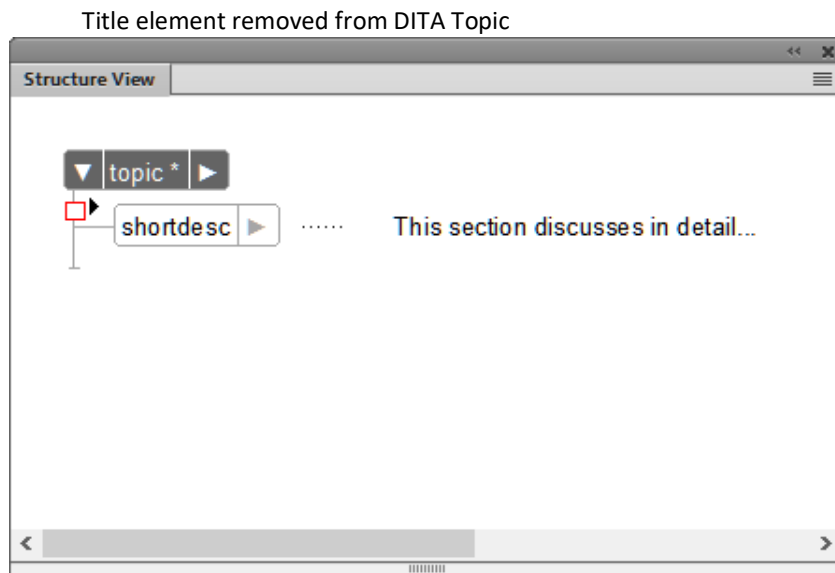 Title element removed from DITA Topic
Structure View
topic *
shortdesc ...... This section discusses in detail...